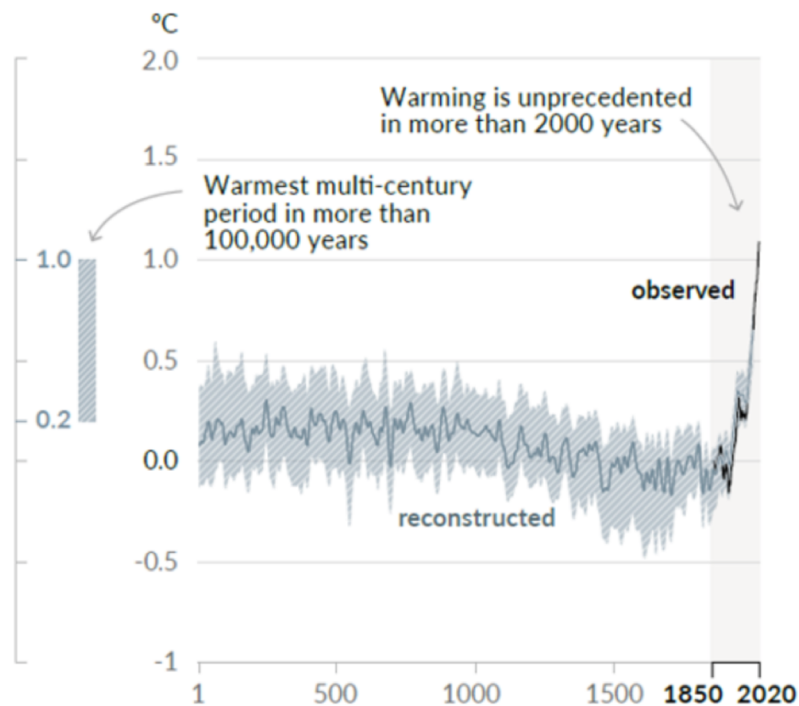 °C
2.0
Warming is unprecedented
in more than 2000 years
1.5
Warmest multi-century
period in more than
100,000 years
1.0
1.0
observed
0.5
0.2
0.0
reconstructed
-0.5
-1
1 500 1000 1500 1850 2020